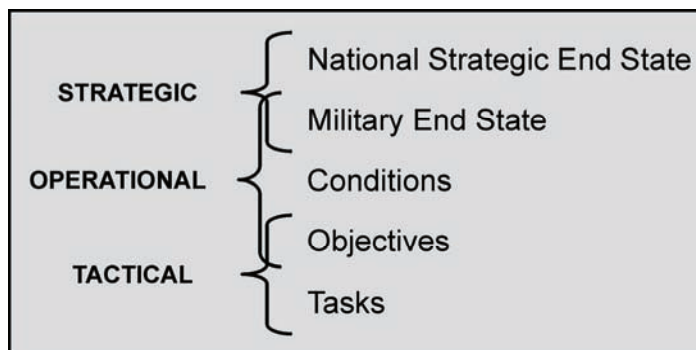 National Strategic End State
STRATEGIC
Military End State
OPERATIONAL
Conditions
Objectives
TACTICAL
Tasks